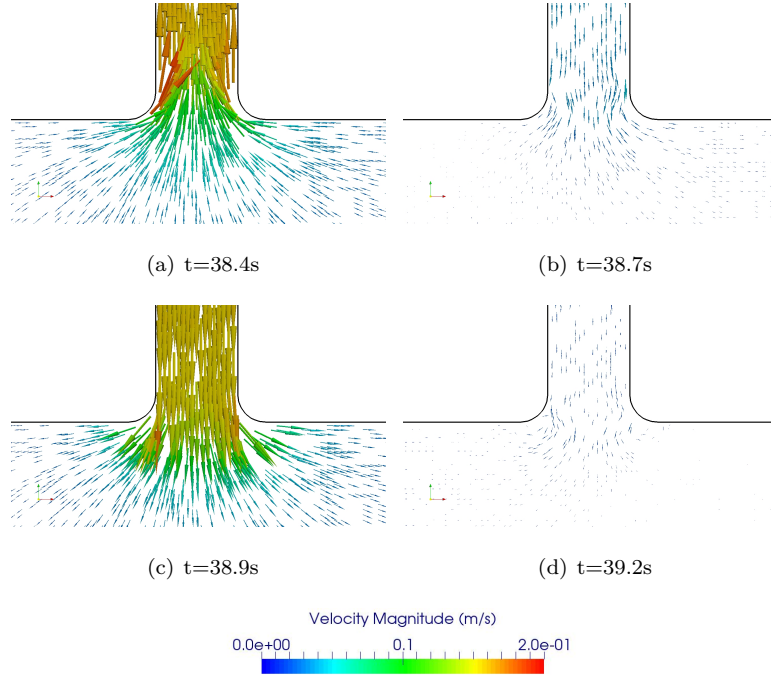 (a) t=38.4s
(b) t=38.7s
(c) t=38.9s
(d) t=39.2s
Velocity Magnitude (m/s)
0.0e+00 0.1 2.0e-01